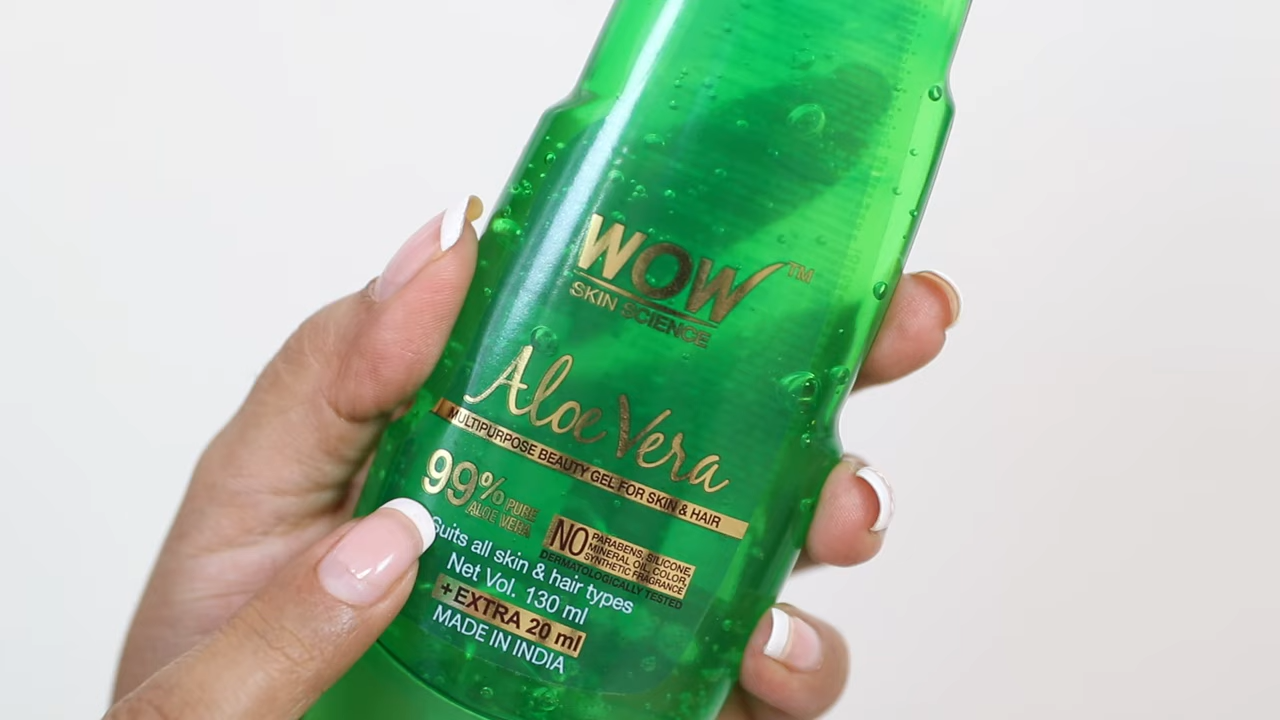 WOW™
SKIN SCIENCE
Aloe Vera
MULTIPURPOSE BEAUTY GEL FOR SKIN & HAIR
99% PURE
ALOE VERA
NO PARABENS, SILICONE,
MINERAL OIL, COLOR,
SYNTHETIC FRAGRANCE
DERMATOLOGICALLY TESTED
Suits all skin & hair types
Net Vol. 130 ml
+EXTRA 20 ml
MADE IN INDIA